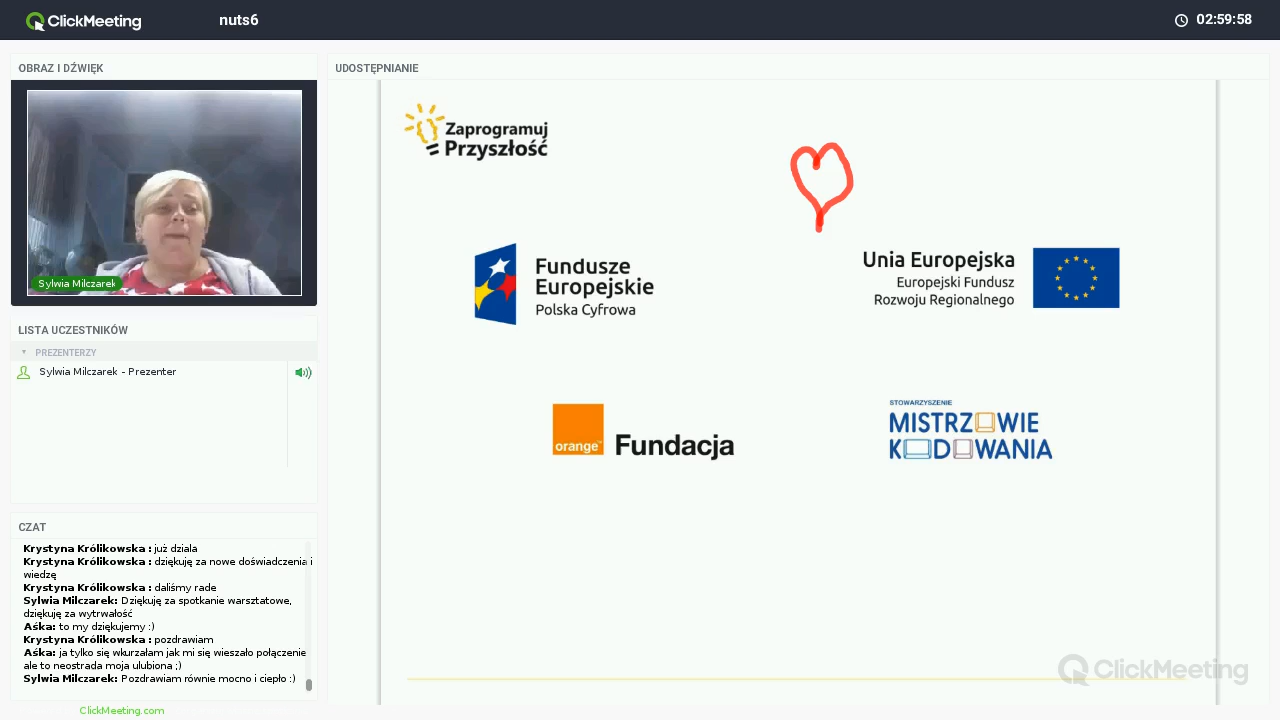 ClickMeeting
nuts6
02:59:58
OBRAZ I DŹWIĘK
Sylwia Milczarek
LISTA UCZESTNIKÓW
PREZENTERZY
Sylwia Milczarek - Prezenter
CZAT
Krystyna Królikowska : już dziala
Krystyna Królikowska : dziękuję za nowe doświadczenia i
wiedzę
Krystyna Królikowska : daliśmy rade
Sylwia Milczarek: Dziękuję za spotkanie warsztatowe,
dziękuję za wytrwałość
Aśka: to my dziękujemy :)
Krystyna Królikowska : pozdrawiam
Aśka: ja tylko się wkurzałam jak mi się wieszało połączenie
ale to neostrada moja ulubiona ;)
Sylwia Milczarek: Pozdrawiam równie mocno i ciepło :)
ClickMeeting.com
UDOSTĘPNIANIE
Zaprogramuj
Przyszłość
Fundusze
Europejskie
Polska Cyfrowa
Unia Europejska
Europejski Fundusz
Rozwoju Regionalnego
orange™
Fundacja
STOWARZYSZENIE
MISTRZOWIE
KODOWANIA
ClickMeeting